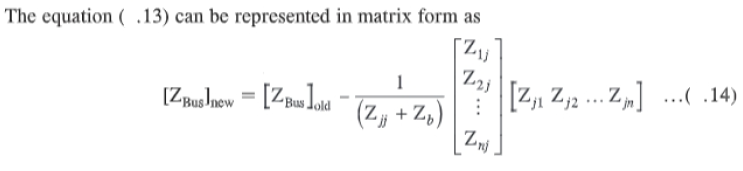 The equation ( .13) can be represented in matrix form as
[Z_Bus]_new = [Z_Bus]_old - 1/(Z_jj + Z_b) [Z_1j Z_2j ⋮ Z_nj] [Z_j1 Z_j2 ... Z_jn] ...( .14)